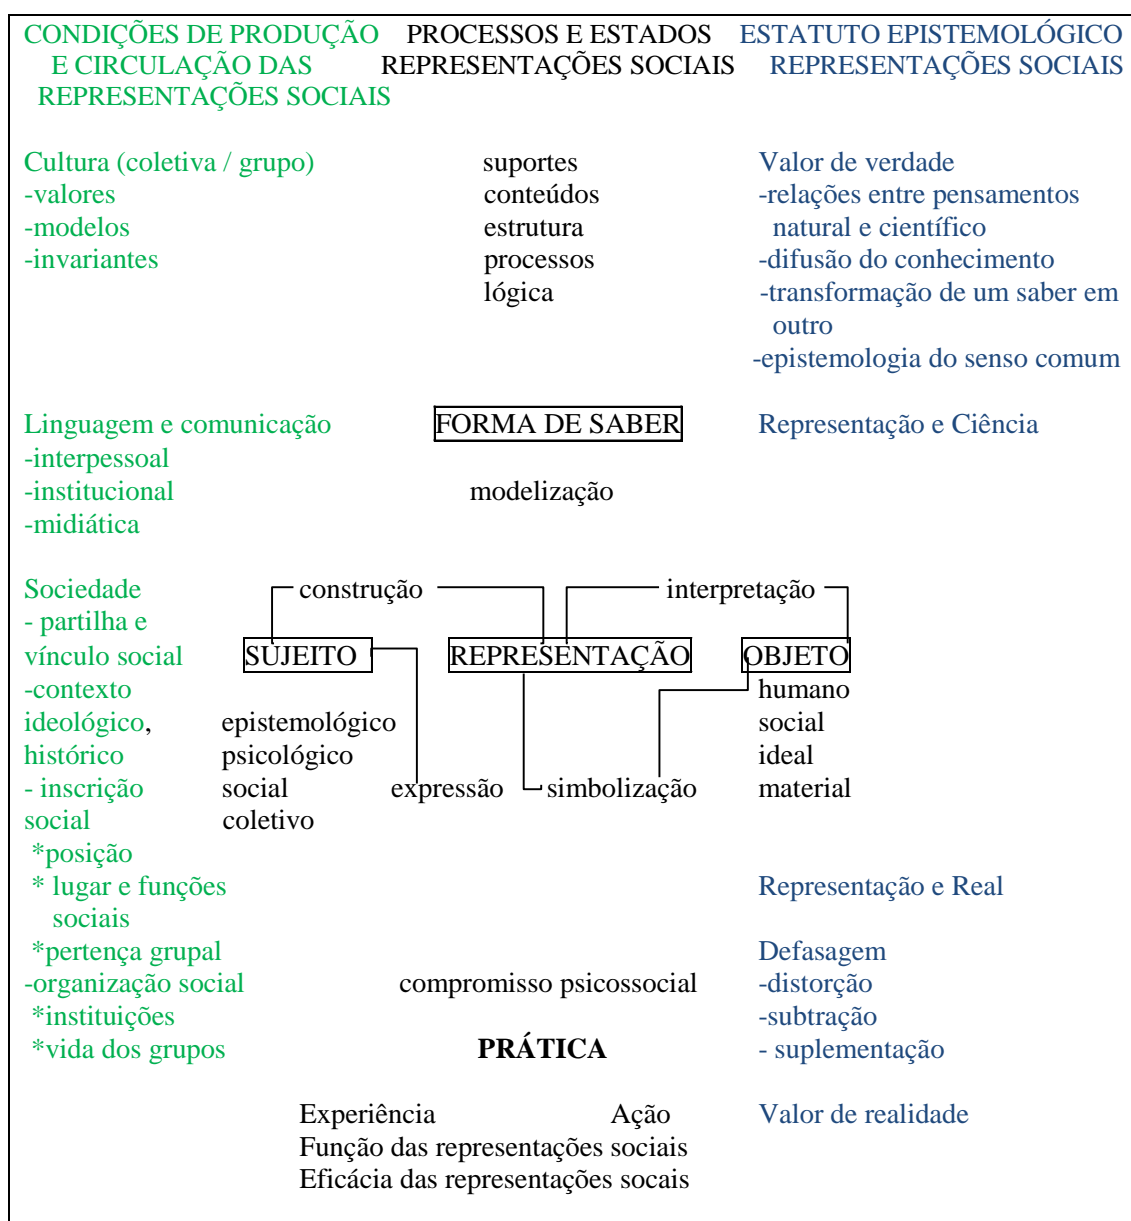 CONDIÇÕES DE PRODUÇÃO PROCESSOS E ESTADOS ESTATUTO EPISTEMOLÓGICO
E CIRCULAÇÃO DAS REPRESENTAÇÕES SOCIAIS REPRESENTAÇÕES SOCIAIS
REPRESENTAÇÕES SOCIAIS
Cultura (coletiva / grupo) suportes Valor de verdade
-valores conteúdos -relações entre pensamentos
-modelos estrutura natural e científico
-invariantes processos -difusão do conhecimento
lógica -transformação de um saber em
outro
-epistemologia do senso comum
Linguagem e comunicação FORMA DE SABER Representação e Ciência
-interpessoal
-institucional modelização
-midiática
Sociedade construção interpretação
- partilha e
vínculo social SUJEITO REPRESENTAÇÃO OBJETO
-contexto humano
ideológico, epistemológico social
histórico psicológico ideal
- inscrição social expressão simbolização material
social coletivo
*posição
* lugar e funções Representação e Real
sociais
*pertença grupal Defasagem
-organização social compromisso psicossocial -distorção
*instituições -subtração
*vida dos grupos PRÁTICA - suplementação
Experiência Ação Valor de realidade
Função das representações sociais
Eficácia das representações socais